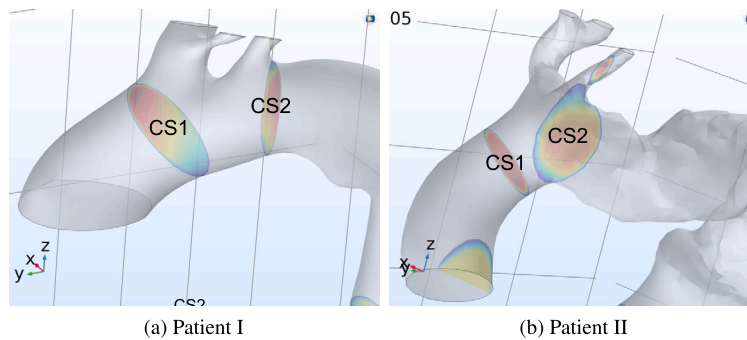 05
CS1
CS2
CS1
CS2
z
x
y
z
x
y
CS2
(a) Patient I
(b) Patient II